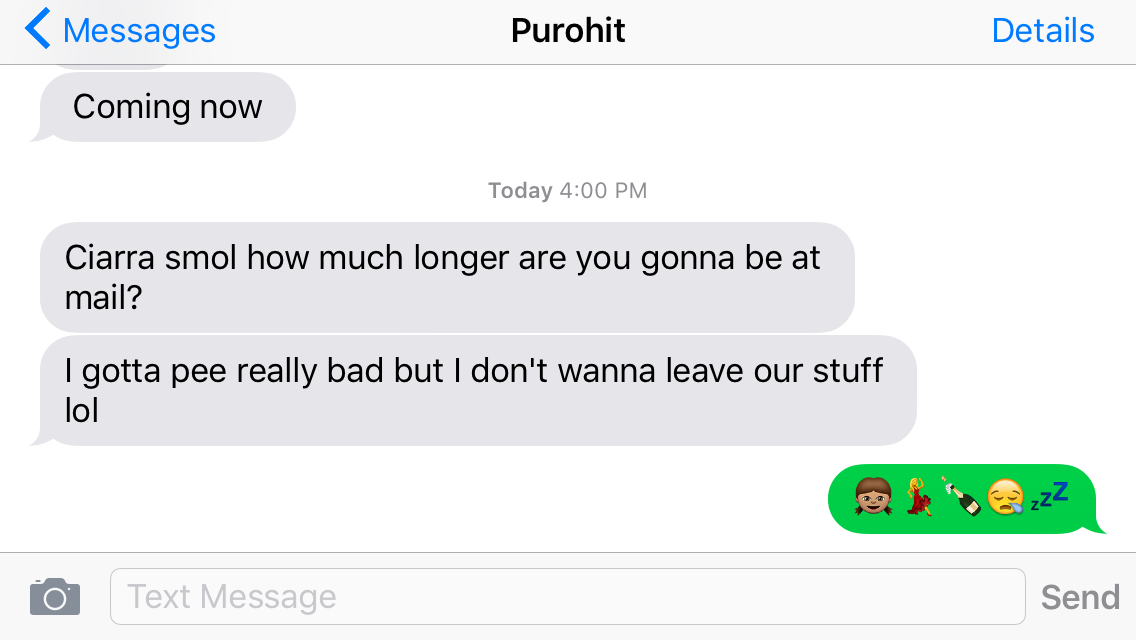 Messages Purohit Details
Coming now
Today 4:00 PM
Ciarra smol how much longer are you gonna be at
mail?
I gotta pee really bad but I don't wanna leave our stuff
lol
👧🏽💃🍾😪💤
Text Message Send